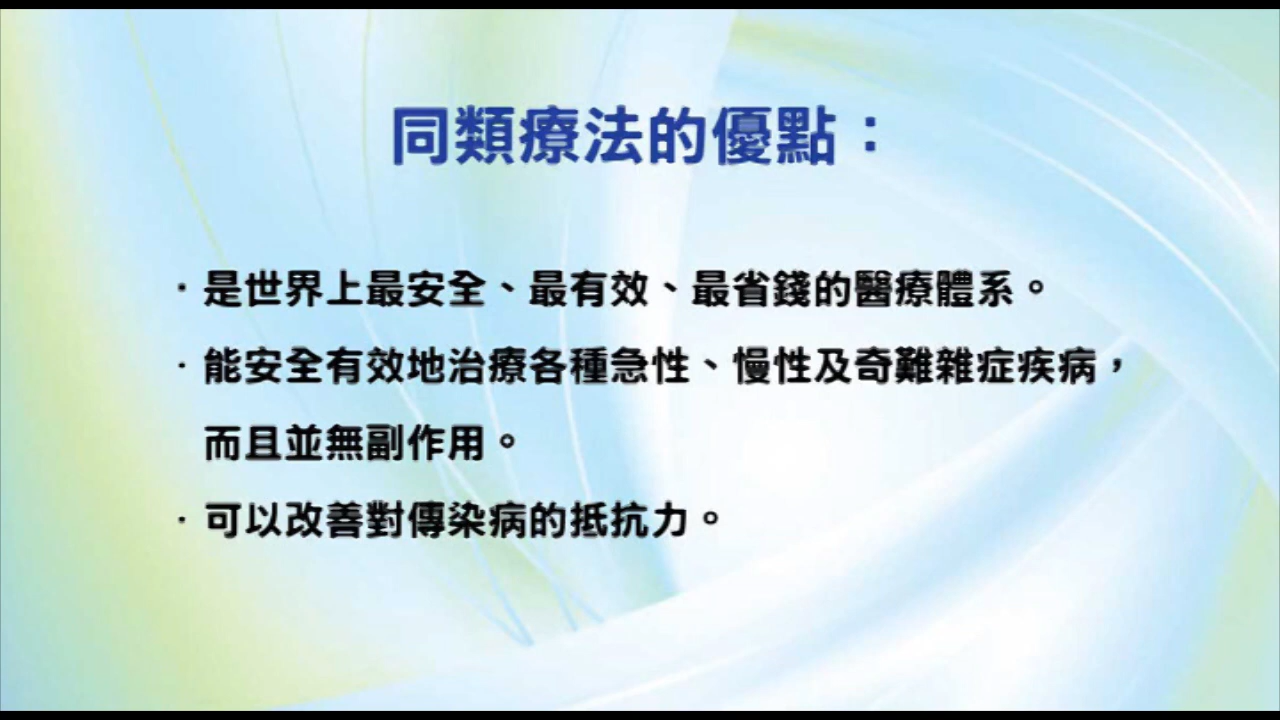 同類療法的優點：
·是世界上最安全、最有效、最省錢的醫療體系。
·能安全有效地治療各種急性、慢性及奇難雜症疾病，
而且並無副作用。
·可以改善對傳染病的抵抗力。